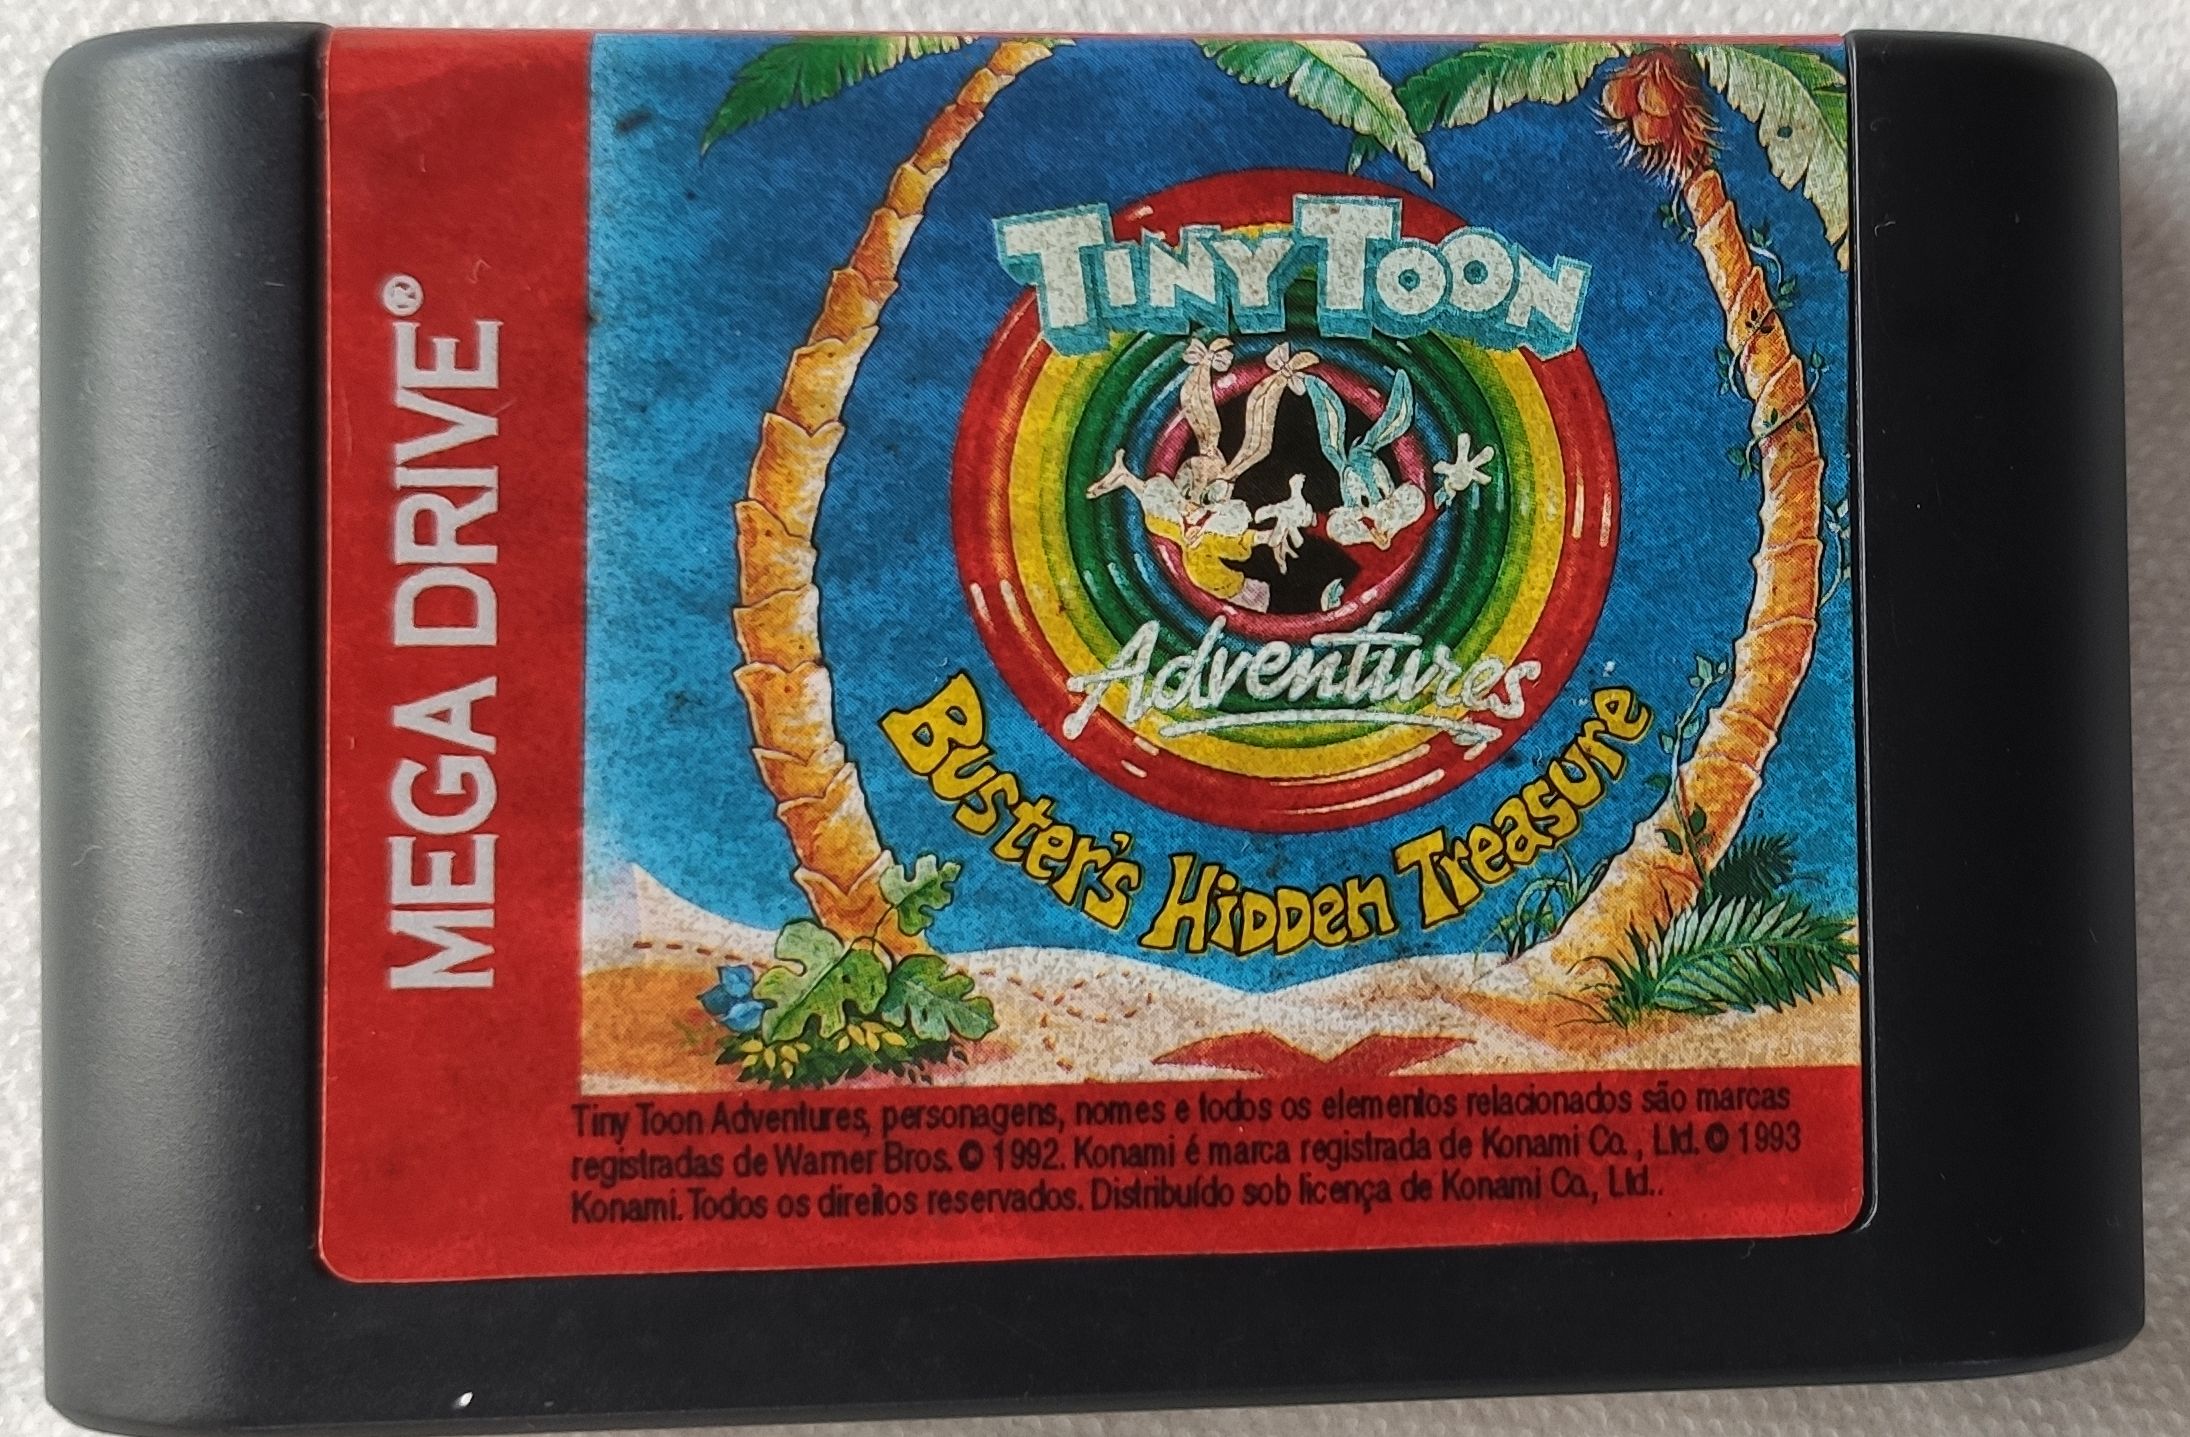 MEGA DRIVE®
TINY TOON
Adventures
Buster's Hidden Treasure
Tiny Toon Adventures, personagens, nomes e todos os elementos relacionados são marcas
registradas de Warner Bros. © 1992. Konami é marca registrada de Konami Co., Ltd. © 1993
Konami. Todos os direitos reservados. Distribuído sob licença de Konami Co., Ltd..